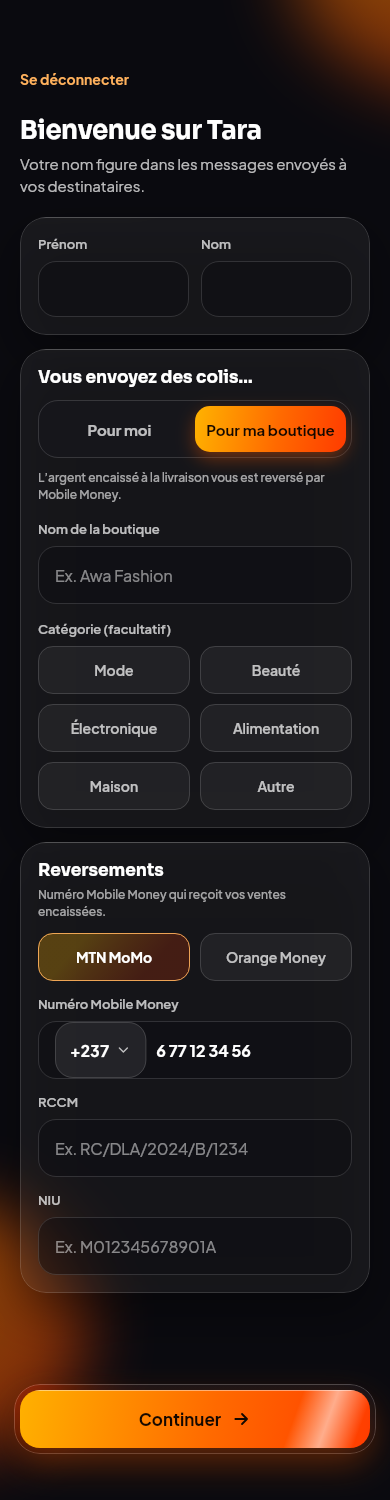 Se déconnecter
Bienvenue sur Tara
Votre nom figure dans les messages envoyés à
vos destinataires.
Prénom
Nom
Vous envoyez des colis...
Pour moi
Pour ma boutique
L'argent encaissé à la livraison vous est reversé par
Mobile Money.
Nom de la boutique
Ex. Awa Fashion
Catégorie (facultatif)
Mode
Beauté
Électronique
Alimentation
Maison
Autre
Reversements
Numéro Mobile Money qui reçoit vos ventes
encaissées.
MTN MoMo
Orange Money
Numéro Mobile Money
+237
6 77 12 34 56
RCCM
Ex. RC/DLA/2024/B/1234
NIU
Ex. M012345678901A
Continuer →